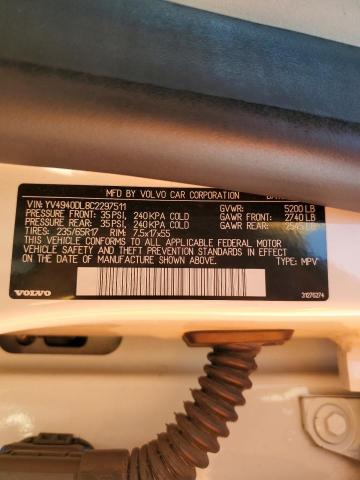 MFD BY VOLVO CAR CORPORATION
VIN: YV4940DL8C2297511 GVWR: 5200 LB
PRESSURE FRONT: 35 PSI, 240 KPA COLD GAWR FRONT: 2740 LB
PRESSURE REAR: 35 PSI, 240 KPA COLD GAWR REAR: LB
TIRES: 235/65R17 RIM: 7.5x17x55
THIS VEHICLE CONFORMS TO ALL APPLICABLE FEDERAL MOTOR
VEHICLE SAFETY AND THEFT PREVENTION STANDARDS IN EFFECT
ON THE DATE OF MANUFACTURE SHOWN ABOVE. TYPE: MPV
VOLVO 31276274